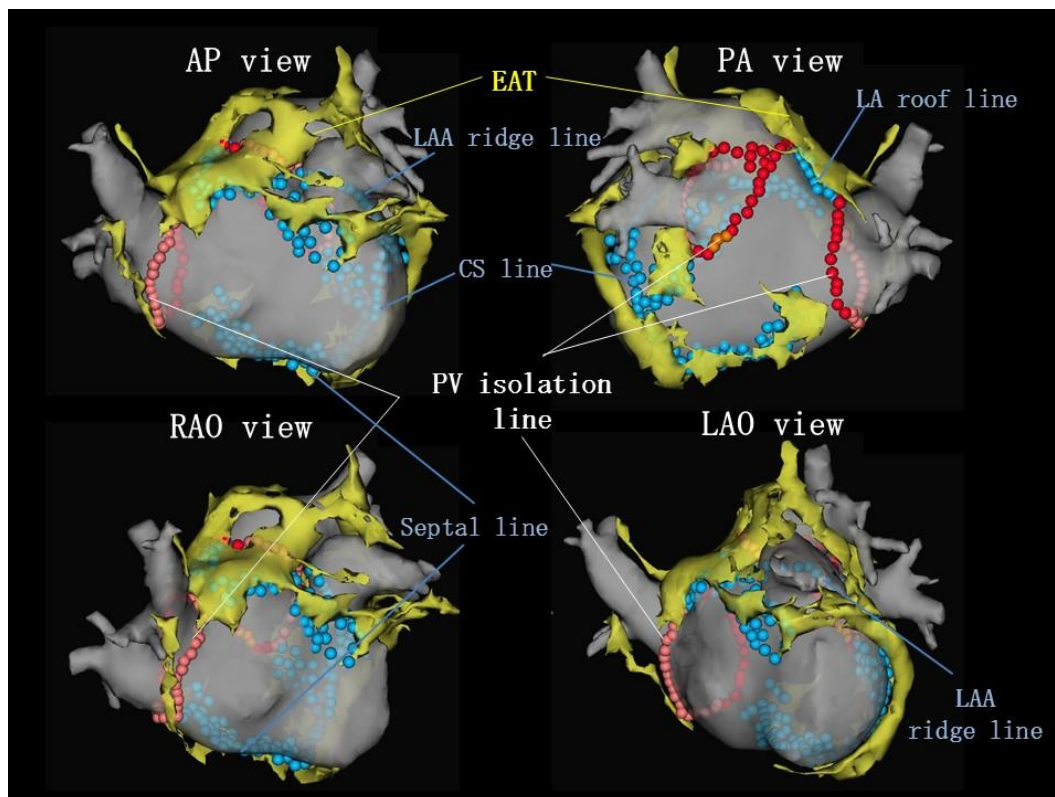 AP view
PA view
EAT
LA roof line
LAA ridge line
CS line
PV isolation
line
RAO view
LAO view
Septal line
LAA
ridge line